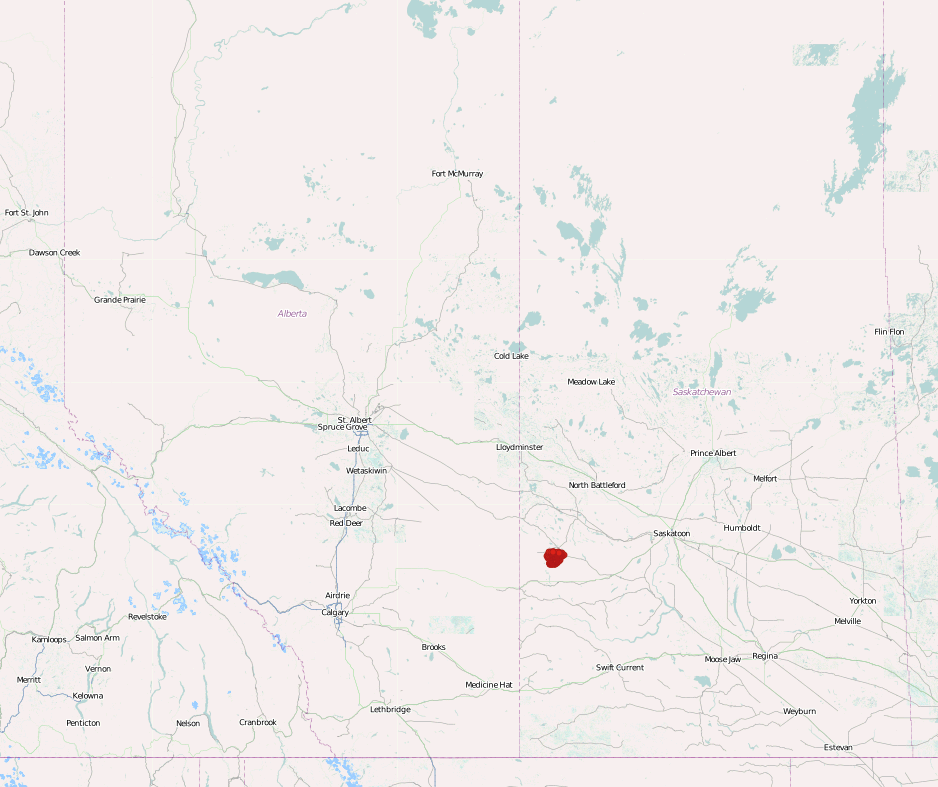 Fort McMurray
Fort St. John
Dawson Creek
Grande Prairie
Alberta
Flin Flon
Cold Lake
Meadow Lake
Saskatchewan
St. Albert
Spruce Grove
Leduc
Lloydminster
Prince Albert
Wetaskiwin
Melfort
North Battleford
Lacombe
Red Deer
Humboldt
Saskatoon
Airdrie
Calgary
Yorkton
Revelstoke
Melville
Kamloops
Salmon Arm
Brooks
Regina
Moose Jaw
Vernon
Swift Current
Merritt
Medicine Hat
Kelowna
Lethbridge
Weyburn
Penticton
Nelson
Cranbrook
Estevan